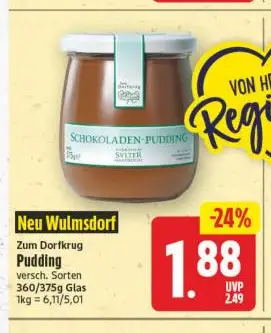 SCHOKOLADEN-PUDDING
SYLTER
375g℮
VON H
Regi
Neu Wulmsdorf
Zum Dorfkrug
Pudding
versch. Sorten
360/375g Glas
1kg = 6,11/5,01
-24%
1.88
UVP
2.49